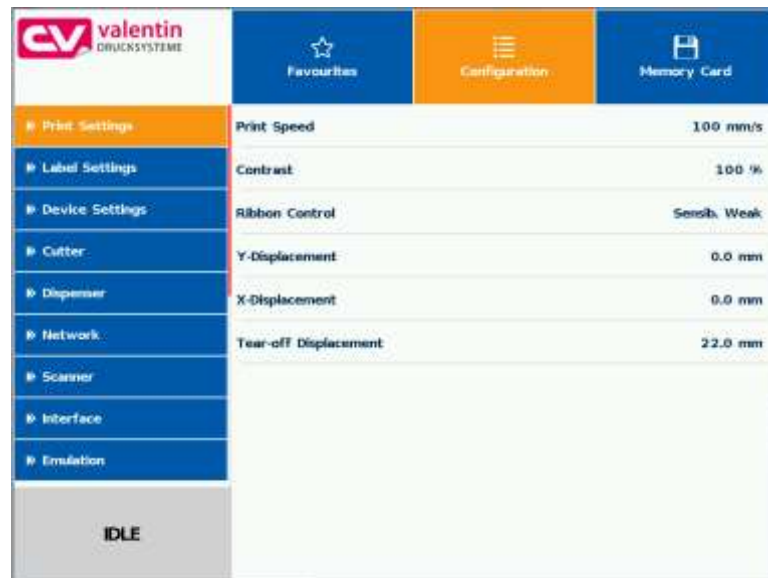 CV valentin
DRUCKSYSTEME
Favourites
Configuration
Memory Card
Print Settings
Label Settings
Device Settings
Cutter
Dispenser
Network
Scanner
Interface
Emulation
IDLE
Print Speed 100 mm/s
Contrast 100 %
Ribbon Control Sensib. Weak
Y-Displacement 0.0 mm
X-Displacement 0.0 mm
Tear-off Displacement 22.0 mm